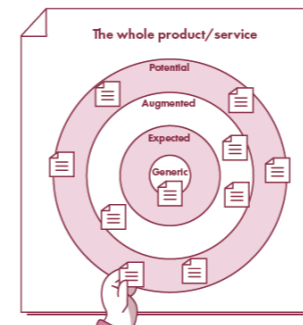 The whole product/service
Potential
Augmented
Expected
Generic